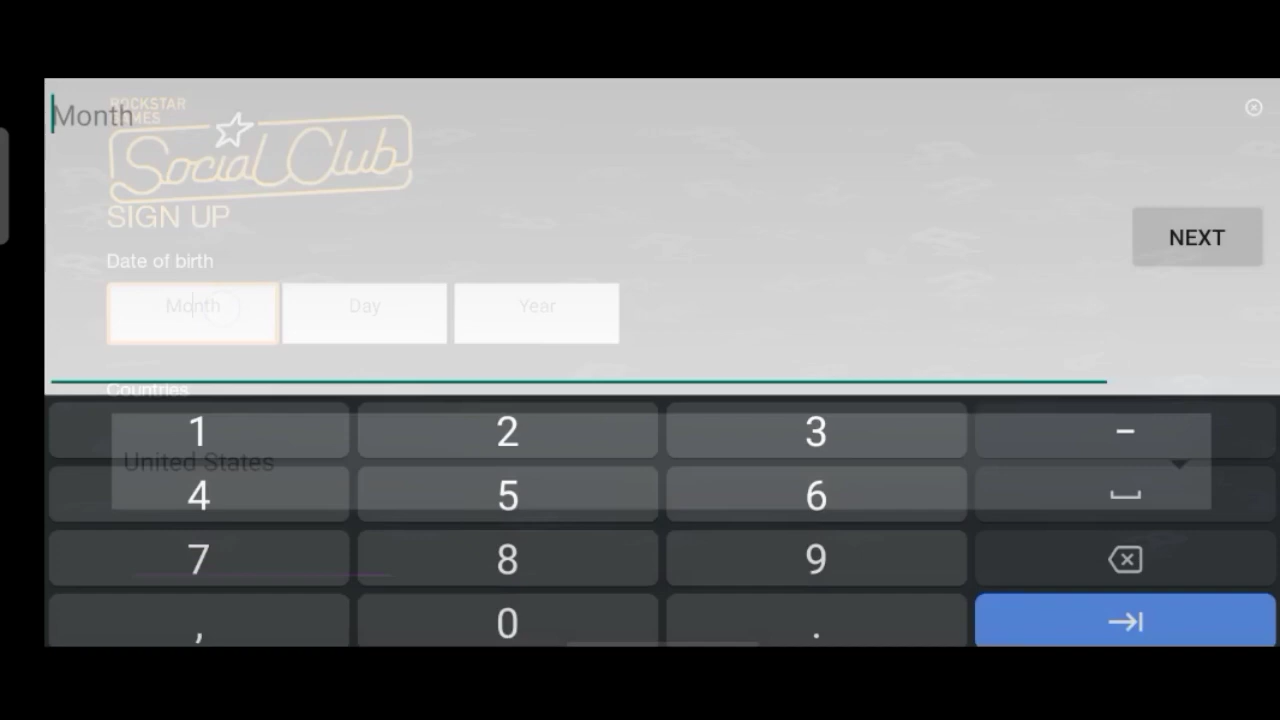 Month
ROCKSTAR
GAMES
Social Club
SIGN UP
NEXT
Date of birth
Month Day Year
Countries
United States
1 2 3 -
4 5 6
7 8 9
, 0 .